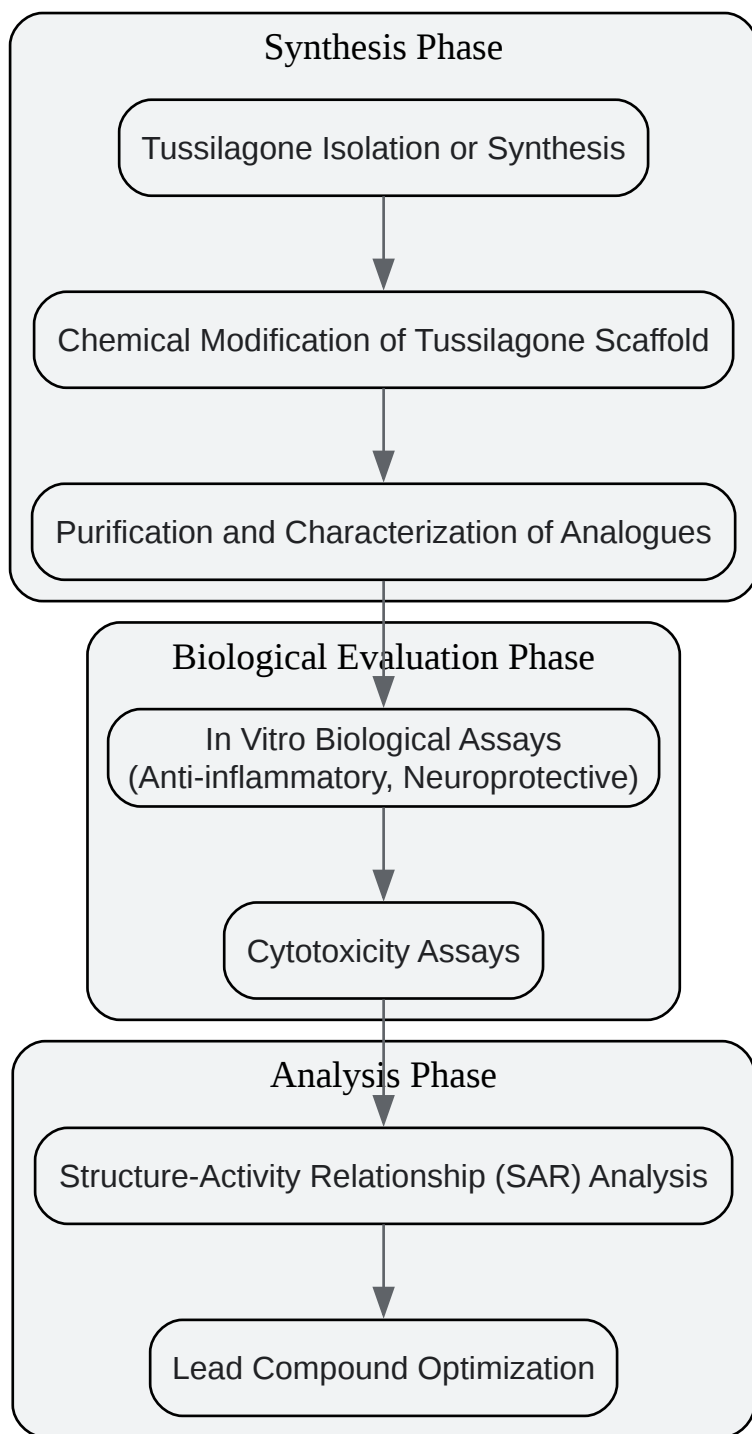 Synthesis Phase
Tussilagone Isolation or Synthesis
Chemical Modification of Tussilagone Scaffold
Purification and Characterization of Analogues
Biological Evaluation Phase
In Vitro Biological Assays
(Anti-inflammatory, Neuroprotective)
Cytotoxicity Assays
Analysis Phase
Structure-Activity Relationship (SAR) Analysis
Lead Compound Optimization